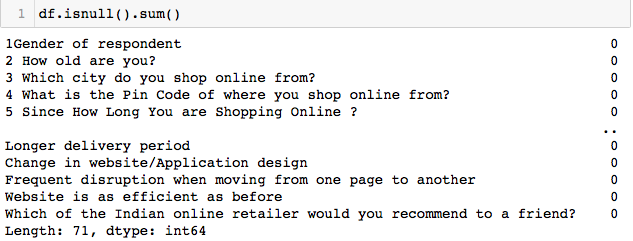 1 df.isnull().sum()
1Gender of respondent 0
2 How old are you? 0
3 Which city do you shop online from? 0
4 What is the Pin Code of where you shop online from? 0
5 Since How Long You are Shopping Online ? 0
..
Longer delivery period 0
Change in website/Application design 0
Frequent disruption when moving from one page to another 0
Website is as efficient as before 0
Which of the Indian online retailer would you recommend to a friend? 0
Length: 71, dtype: int64